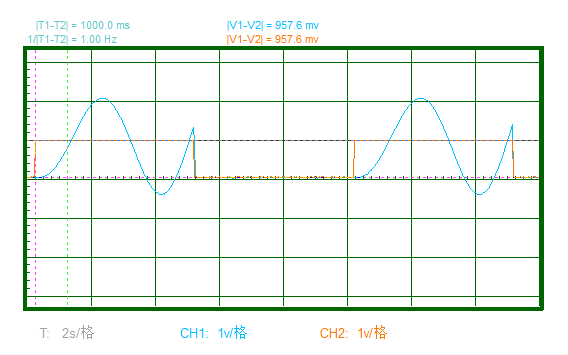 |T1-T2| = 1000.0 ms |V1-V2| = 957.6 mv
1/|T1-T2| = 1.00 Hz |V1-V2| = 957.6 mv
T: 2s/格 CH1: 1v/格 CH2: 1v/格